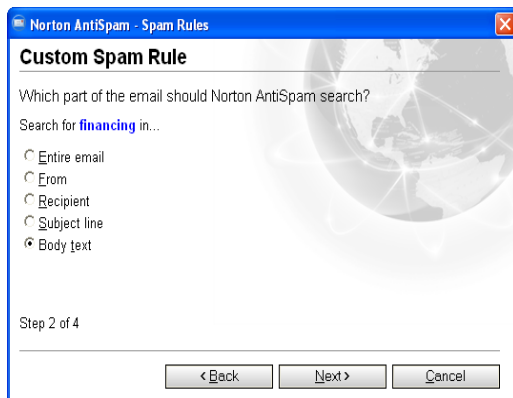 Norton AntiSpam - Spam Rules
Custom Spam Rule
Which part of the email should Norton AntiSpam search?
Search for financing in...
Entire email
From
Recipient
Subject line
Body text
Step 2 of 4
< Back Next > Cancel